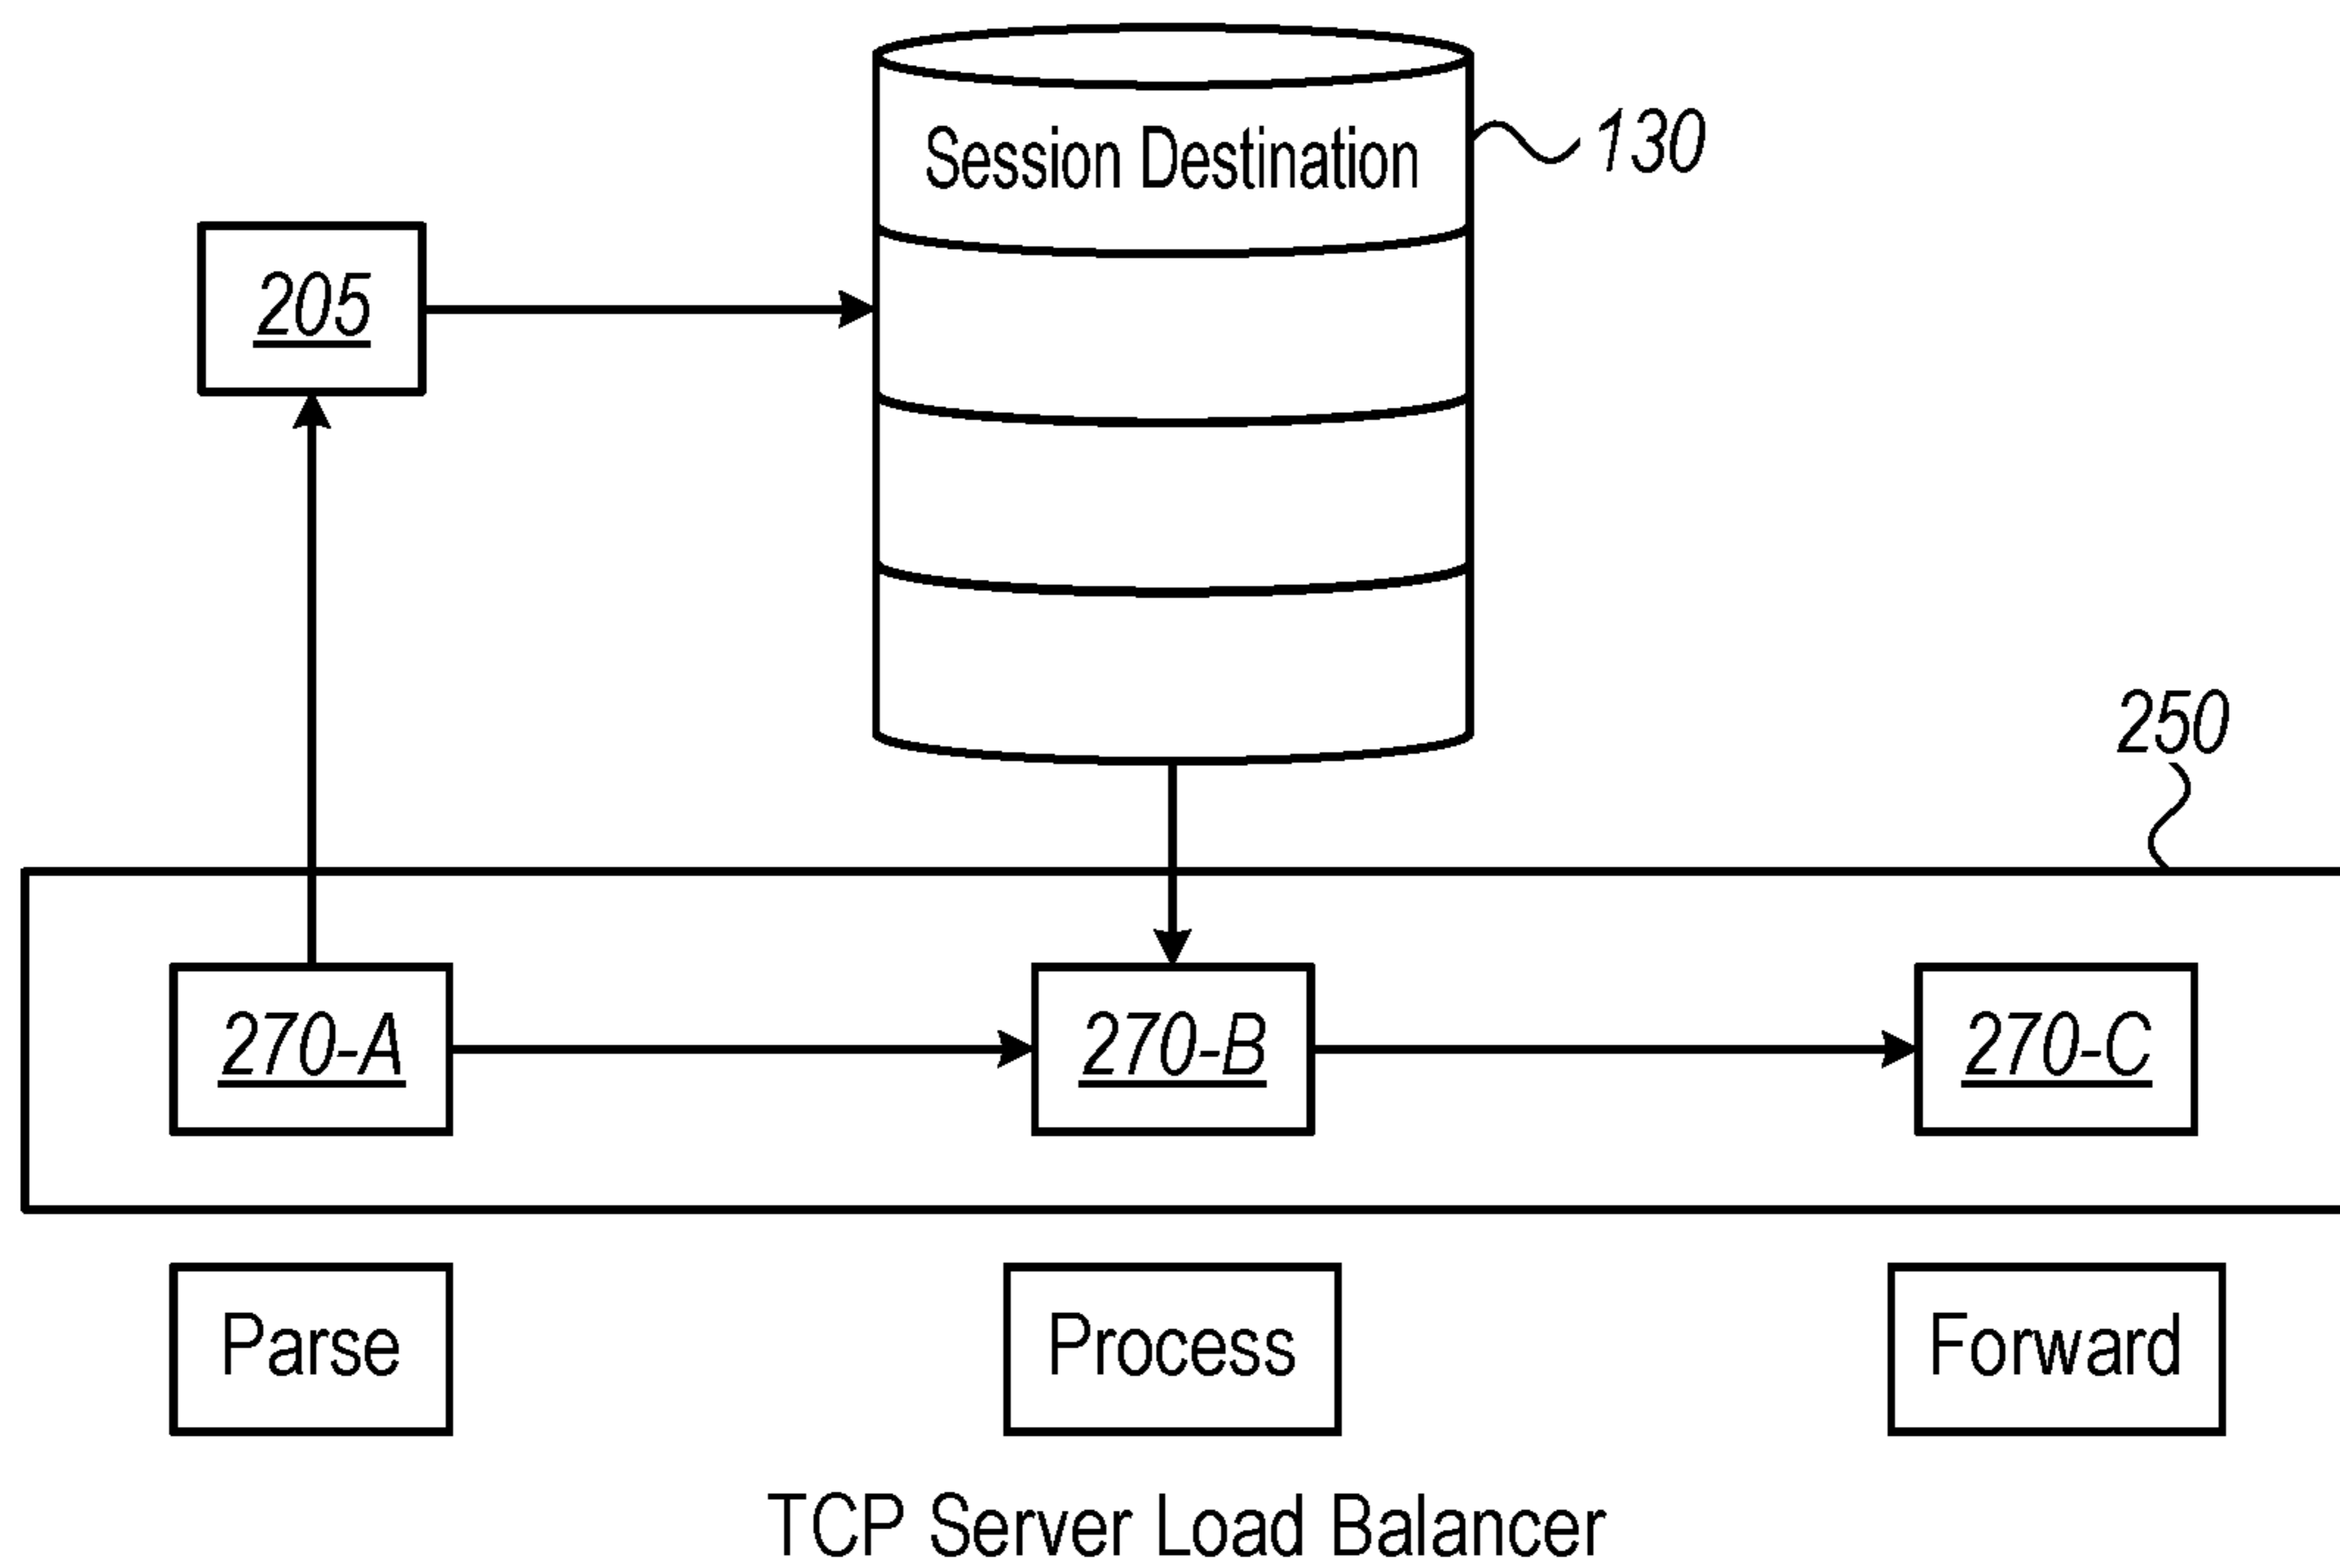 Session Destination
130
205
250
270-A
270-B
270-C
Parse
Process
Forward
TCP Server Load Balancer